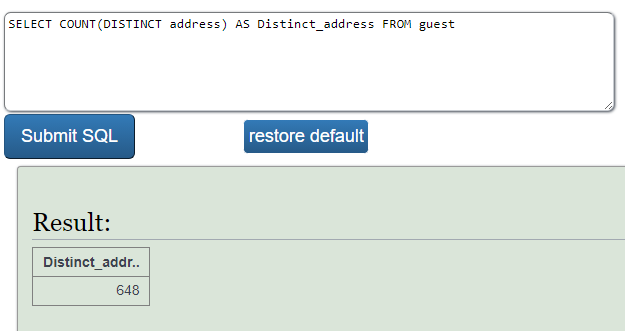 SELECT COUNT(DISTINCT address) AS Distinct_address FROM guest
Submit SQL
restore default
Result:
Distinct_addr..
648